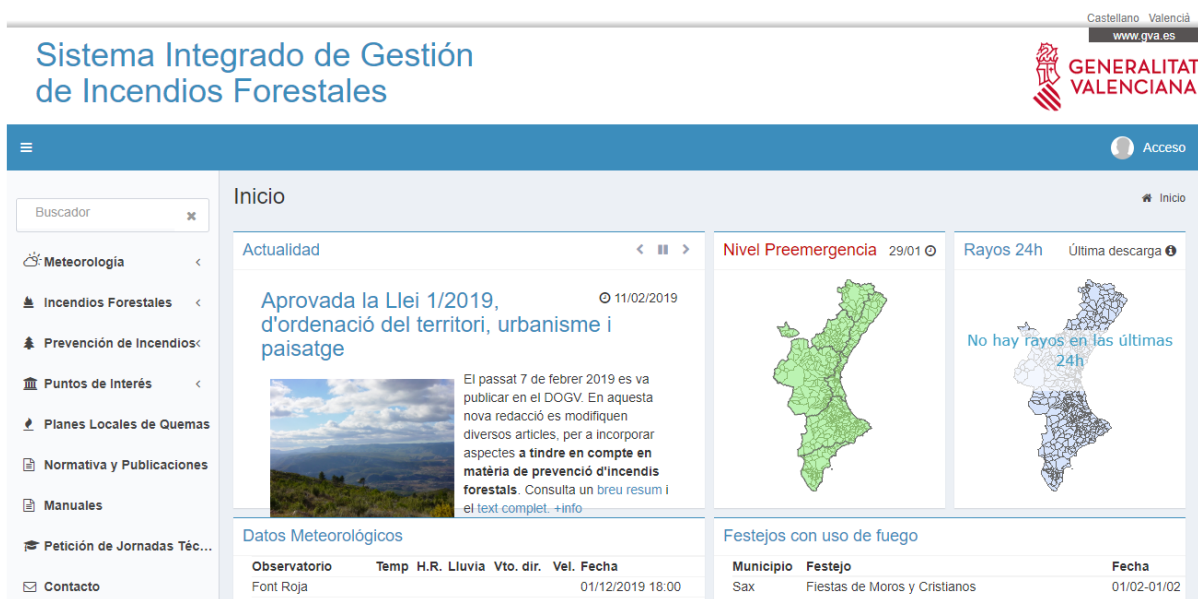 Castellano Valencià
www.gva.es
Sistema Integrado de Gestión
de Incendios Forestales
GENERALITAT
VALENCIANA
Acceso
Buscador
Meteorología
Incendios Forestales
Prevención de Incendios
Puntos de Interés
Planes Locales de Quemas
Normativa y Publicaciones
Manuales
Petición de Jornadas Téc...
Contacto
Inicio
Inicio
Actualidad
Aprovada la Llei 1/2019,
d'ordenació del territori, urbanisme i
paisatge
11/02/2019
El passat 7 de febrer 2019 es va
publicar en el DOGV. En aquesta
nova redacció es modifiquen
diversos articles, per a incorporar
aspectes a tindre en compte en
matèria de prevenció d'incendis
forestals. Consulta un breu resum i
el text complet. +info
Nivel Preemergencia 29/01
Rayos 24h Última descarga
No hay rayos en las últimas
24h
Datos Meteorológicos
Observatorio Temp H.R. Lluvia Vto. dir. Vel. Fecha
Font Roja 01/12/2019 18:00
Festejos con uso de fuego
Municipio Festejo Fecha
Sax Fiestas de Moros y Cristianos 01/02-01/02